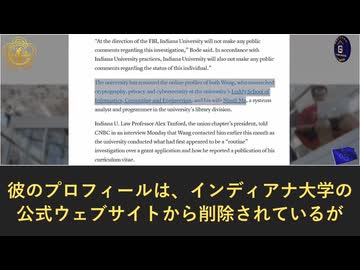 "At the direction of the FBI, Indiana University will not make any public
comments regarding this investigation," Bode said. In accordance with
Indiana University practices, Indiana University will also not make any public
comments regarding the status of this individual."
The university has removed the online profiles of both Wang, who researched
cryptography, privacy and cybersecurity at the university's Luddy School of
Informatics, Computing and Engineering, and his wife Nianli Ma, a systems
analyst and programmer in the university's library division.
Indiana U. Law Professor Alex Tanford, the union chapter's president, told
CNBC in an interview Monday that Wang contacted him earlier this month as the
university conducted what had first appeared to be a "routine"
investigation over a grant application and how he reported a publication of his
curriculum vitae.
彼のプロフィールは、インディアナ大学の
公式ウェブサイトから削除されているが